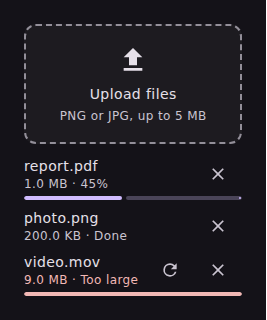 Upload files
PNG or JPG, up to 5 MB
report.pdf
1.0 MB · 45%
photo.png
200.0 KB · Done
video.mov
9.0 MB · Too large